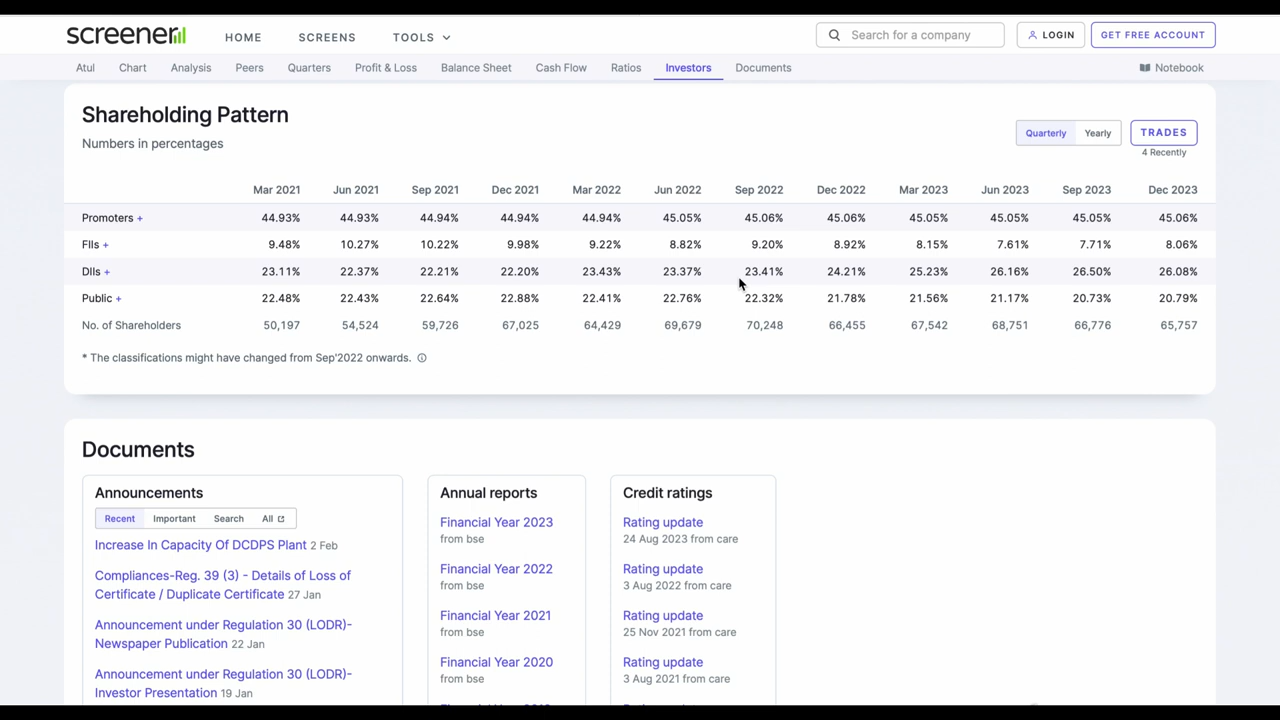 screener
HOME SCREENS TOOLS
Search for a company
LOGIN
GET FREE ACCOUNT
Atul Chart Analysis Peers Quarters Profit & Loss Balance Sheet Cash Flow Ratios Investors Documents Notebook
Shareholding Pattern
Numbers in percentages
Quarterly Yearly
TRADES
4 Recently
Mar 2021 Jun 2021 Sep 2021 Dec 2021 Mar 2022 Jun 2022 Sep 2022 Dec 2022 Mar 2023 Jun 2023 Sep 2023 Dec 2023
Promoters + 44.93% 44.93% 44.94% 44.94% 44.94% 45.05% 45.06% 45.06% 45.05% 45.05% 45.05% 45.06%
FIIs + 9.48% 10.27% 10.22% 9.98% 9.22% 8.82% 9.20% 8.92% 8.15% 7.61% 7.71% 8.06%
DIIs + 23.11% 22.37% 22.21% 22.20% 23.43% 23.37% 23.41% 24.21% 25.23% 26.16% 26.50% 26.08%
Public + 22.48% 22.43% 22.64% 22.88% 22.41% 22.76% 22.32% 21.78% 21.56% 21.17% 20.73% 20.79%
No. of Shareholders 50,197 54,524 59,726 67,025 64,429 69,679 70,248 66,455 67,542 68,751 66,776 65,757
* The classifications might have changed from Sep'2022 onwards.
Documents
Announcements
Recent Important Search All
Increase In Capacity Of DCDPS Plant 2 Feb
Compliances-Reg. 39 (3) - Details of Loss of
Certificate / Duplicate Certificate 27 Jan
Announcement under Regulation 30 (LODR)-
Newspaper Publication 22 Jan
Announcement under Regulation 30 (LODR)-
Investor Presentation 19 Jan
Annual reports
Financial Year 2023
from bse
Financial Year 2022
from bse
Financial Year 2021
from bse
Financial Year 2020
from bse
Credit ratings
Rating update
24 Aug 2023 from care
Rating update
3 Aug 2022 from care
Rating update
25 Nov 2021 from care
Rating update
3 Aug 2021 from care